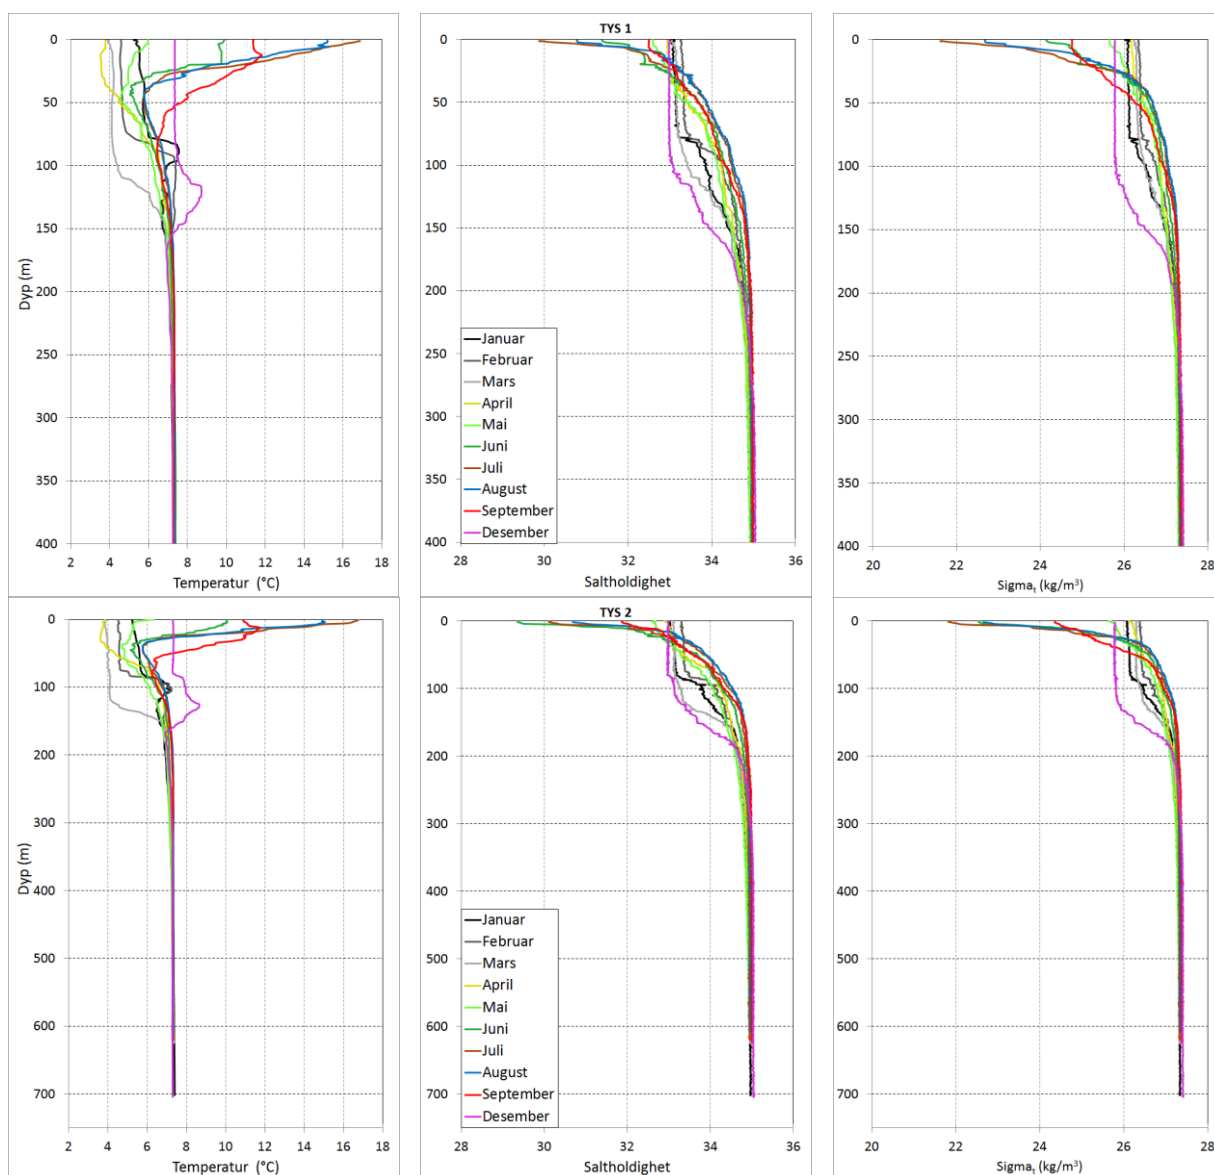 TYS 1
0
50
100
150
200
250
300
350
400
Dyp (m)
2 4 6 8 10 12 14 16 18
Temperatur (°C)
0
50
100
150
200
250
300
350
400
Januar
Februar
Mars
April
Mai
Juni
Juli
August
September
Desember
28 30 32 34 36
Saltholdighet
0
50
100
150
200
250
300
350
400
20 22 24 26 28
Sigmaₜ (kg/m³)
TYS 2
0
100
200
300
400
500
600
700
Dyp (m)
2 4 6 8 10 12 14 16 18
Temperatur (°C)
0
100
200
300
400
500
600
700
Januar
Februar
Mars
April
Mai
Juni
Juli
August
September
Desember
28 30 32 34 36
Saltholdighet
0
100
200
300
400
500
600
700
20 22 24 26 28
Sigmaₜ (kg/m³)